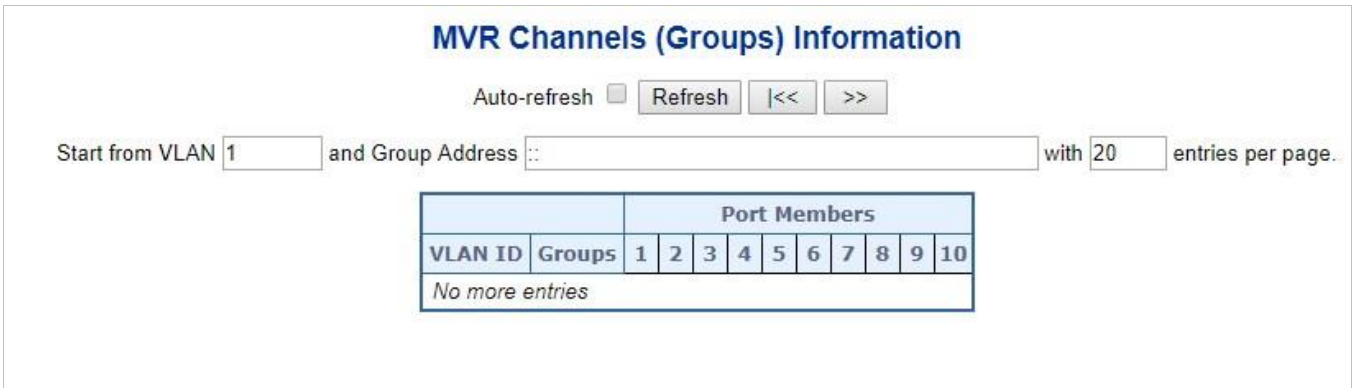 MVR Channels (Groups) Information
Auto-refresh Refresh |<< >>
Start from VLAN 1 and Group Address :: with 20 entries per page.
Port Members
VLAN ID Groups 1 2 3 4 5 6 7 8 9 10
No more entries